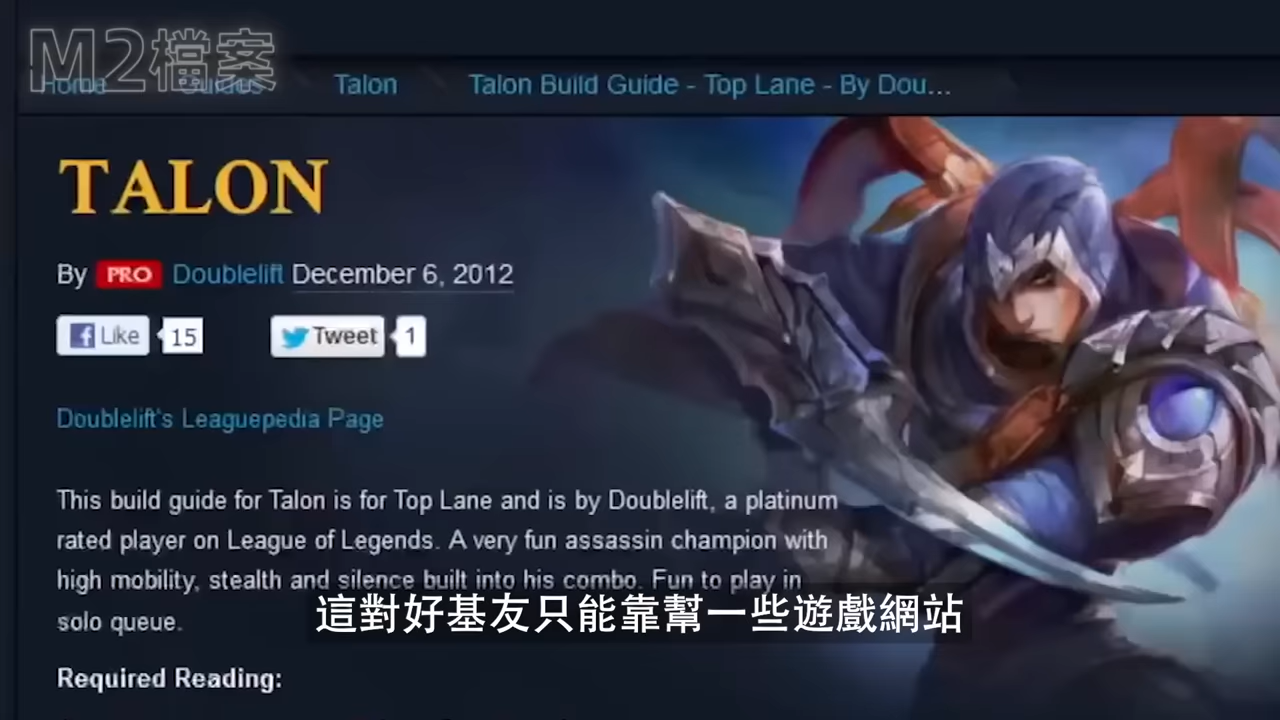 M2檔案
Home Guides Talon Talon Build Guide - Top Lane - By Dou...
TALON
By PRO Doublelift December 6, 2012
Like 15 Tweet 1
Doublelift's Leaguepedia Page
This build guide for Talon is for Top Lane and is by Doublelift, a platinum
rated player on League of Legends. A very fun assassin champion with
high mobility, stealth and silence built into his combo. Fun to play in
solo queue.
這對好基友只能靠幫一些遊戲網站
Required Reading: